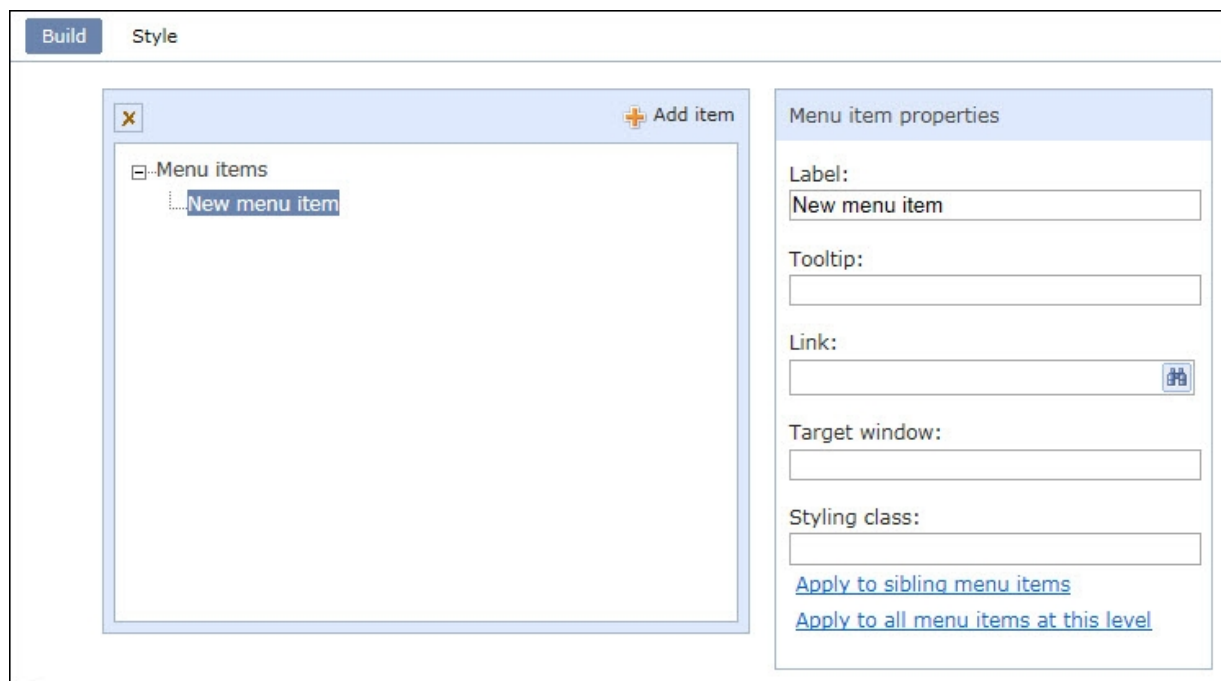 Build Style
Add item
Menu items
New menu item
Menu item properties
Label:
New menu item
Tooltip:
Link:
Target window:
Styling class:
Apply to sibling menu items
Apply to all menu items at this level